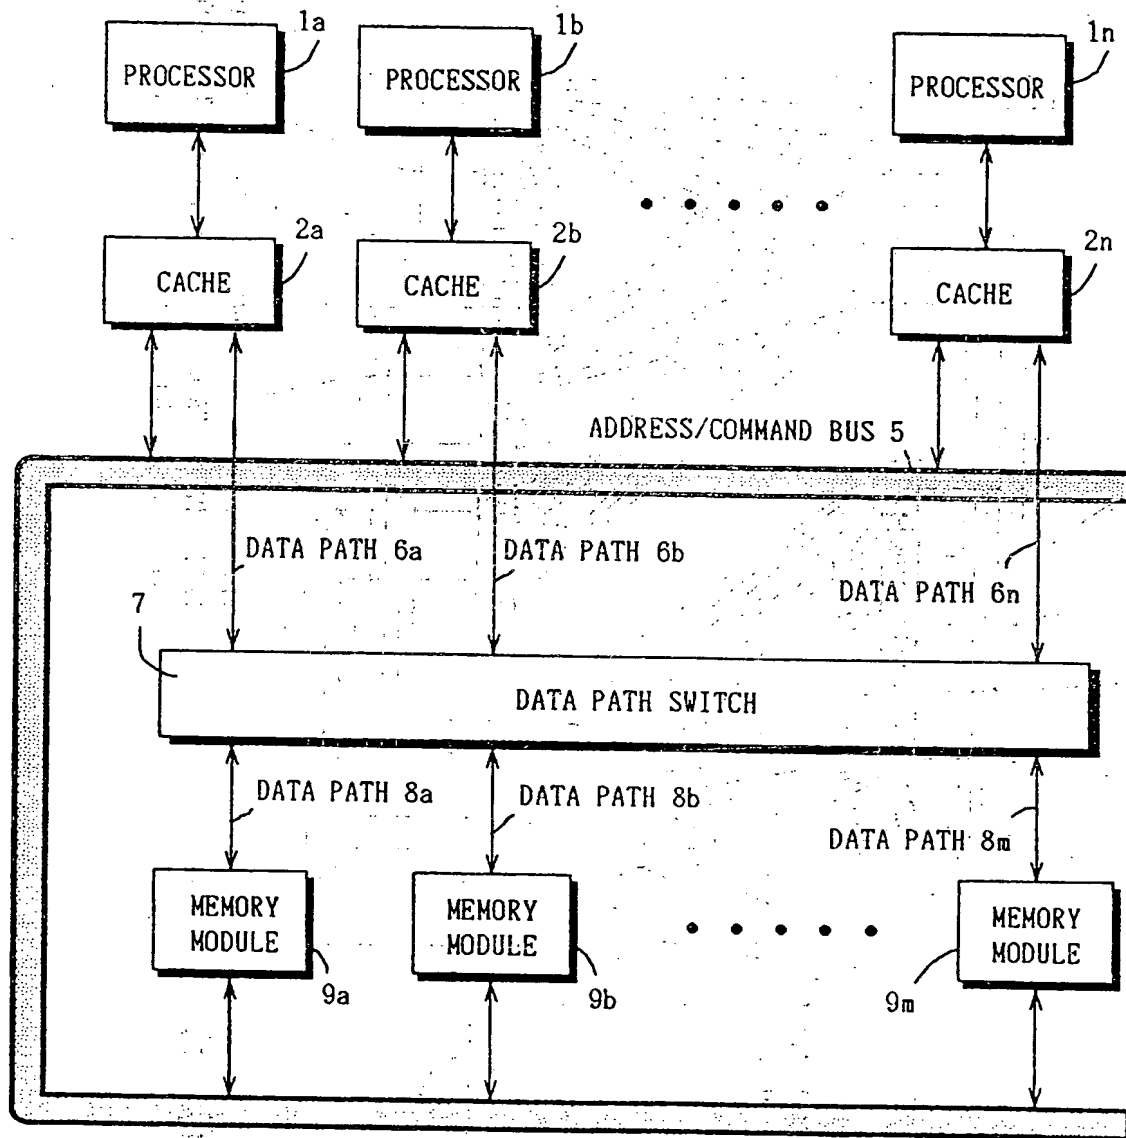 1a
1b
1n
PROCESSOR
PROCESSOR
PROCESSOR
2a
2b
2n
CACHE
CACHE
CACHE
ADDRESS/COMMAND BUS 5
DATA PATH 6a
DATA PATH 6b
DATA PATH 6n
7
DATA PATH SWITCH
DATA PATH 8a
DATA PATH 8b
DATA PATH 8m
MEMORY
MODULE
MEMORY
MODULE
MEMORY
MODULE
9a
9b
9m